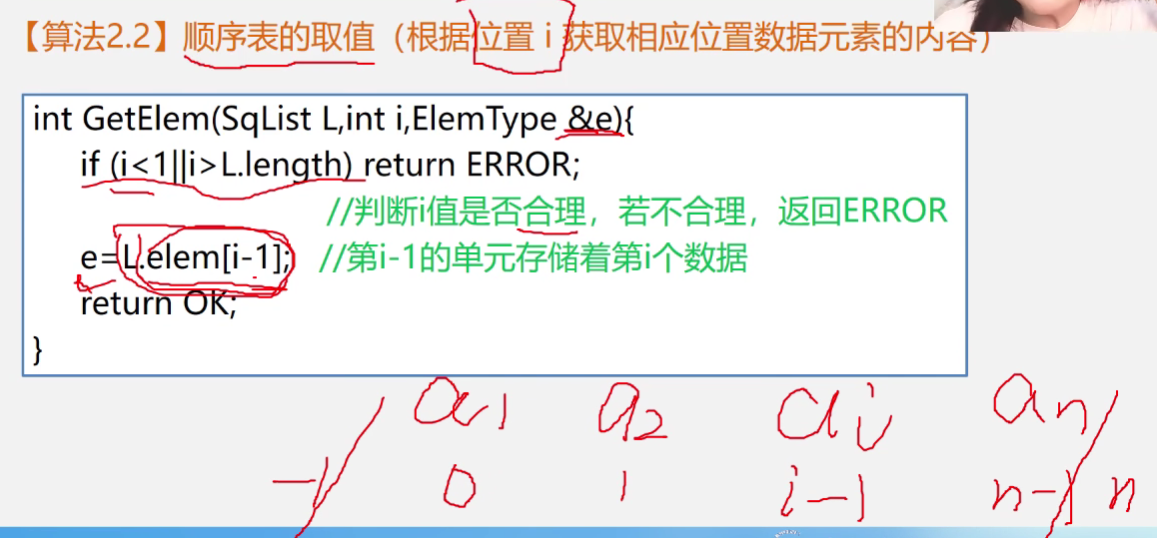 【算法2.2】顺序表的取值（根据位置 i 获取相应位置数据元素的内容）
int GetElem(SqList L,int i,ElemType &e){
if (i<1||i>L.length) return ERROR;
//判断i值是否合理，若不合理，返回ERROR
e=L.elem[i-1]; //第i-1的单元存储着第i个数据
return OK;
}
a1 a2 ai an
-1 0 1 i-1 n-1 n